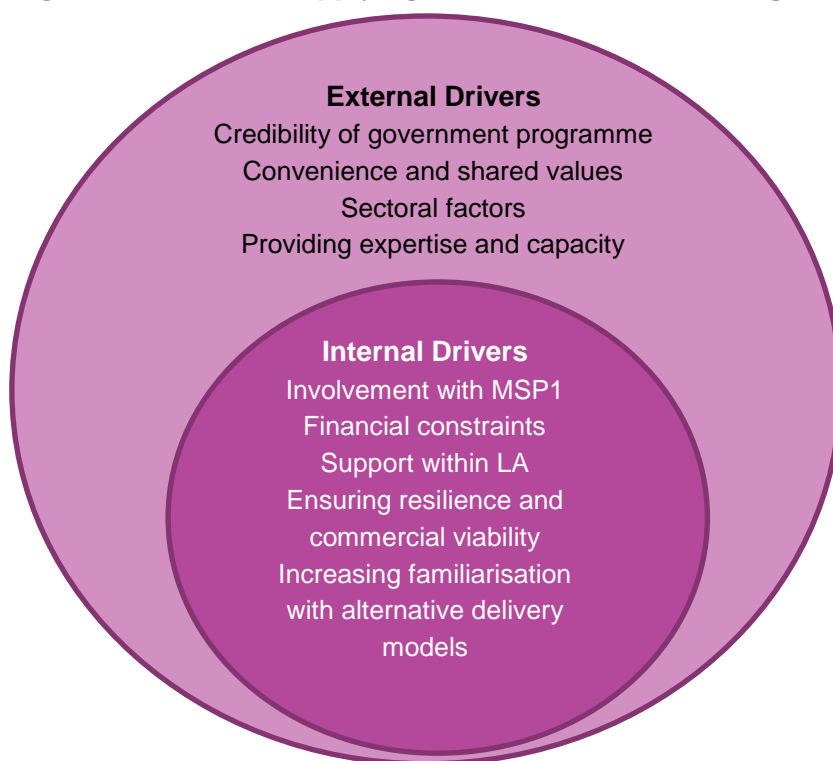 External Drivers
Credibility of government programme
Convenience and shared values
Sectoral factors
Providing expertise and capacity
Internal Drivers
Involvement with MSP1
Financial constraints
Support within LA
Ensuring resilience and
commercial viability
Increasing familiarisation
with alternative delivery
models